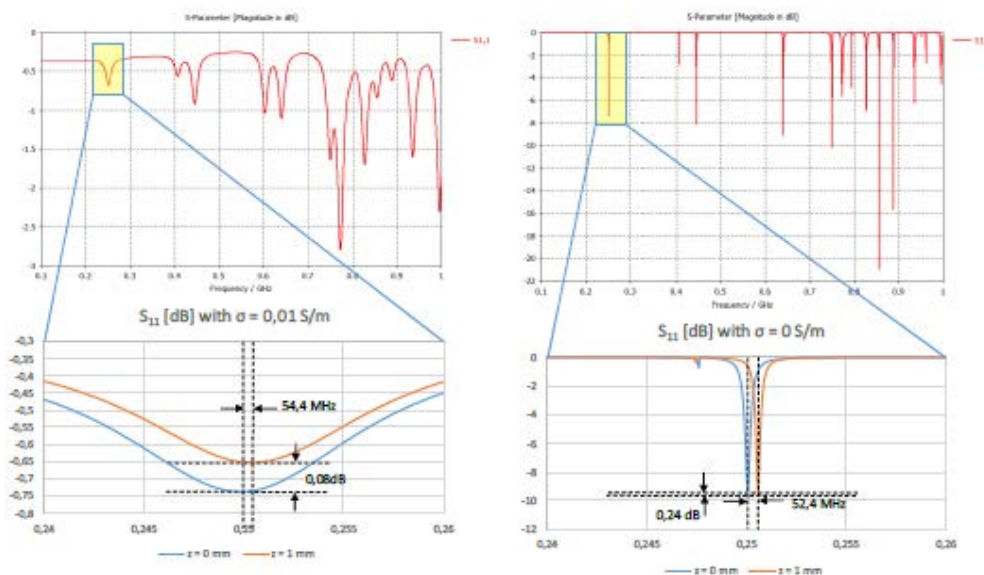 S-Parameter [Magnitude in dB]
S1,1
0
-0.5
-1
-1.5
-2
-2.5
-3
0.1 0.2 0.3 0.4 0.5 0.6 0.7 0.8 0.9 1
Frequency / GHz
S₁₁ [dB] with σ = 0,01 S/m
-0,3
-0,35
-0,4
-0,45
-0,5
-0,55
-0,6
-0,65
-0,7
-0,75
-0,8
54,4 MHz
0,08dB
0,24 0,245 0,255 0,26
z = 0 mm z = 1 mm
S-Parameter [Magnitude in dB]
0
-2
-4
-6
-8
-10
-12
-14
-16
-18
-20
-22
0.1 0.2 0.3 0.4 0.5 0.6 0.7 0.8 0.9 1
Frequency / GHz
S₁₁ [dB] with σ = 0 S/m
0
-2
-4
-6
-8
-10
-12
0,24 dB
52,4 MHz
0,24 0,245 0,25 0,255 0,26
z = 0 mm z = 1 mm